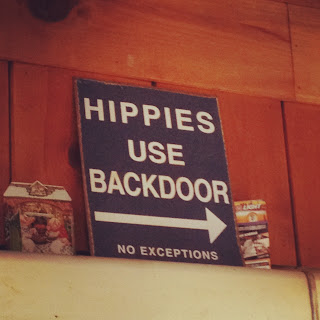 HIPPIES
USE
BACKDOOR
NO EXCEPTIONS